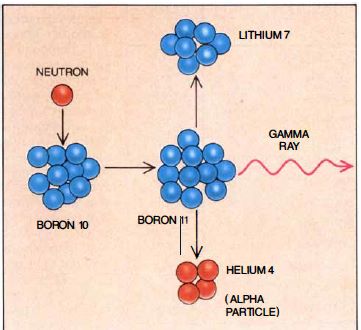 LITHIUM 7
NEUTRON
GAMMA
RAY
BORON 10
BORON 11
HELIUM 4
(ALPHA
PARTICLE)